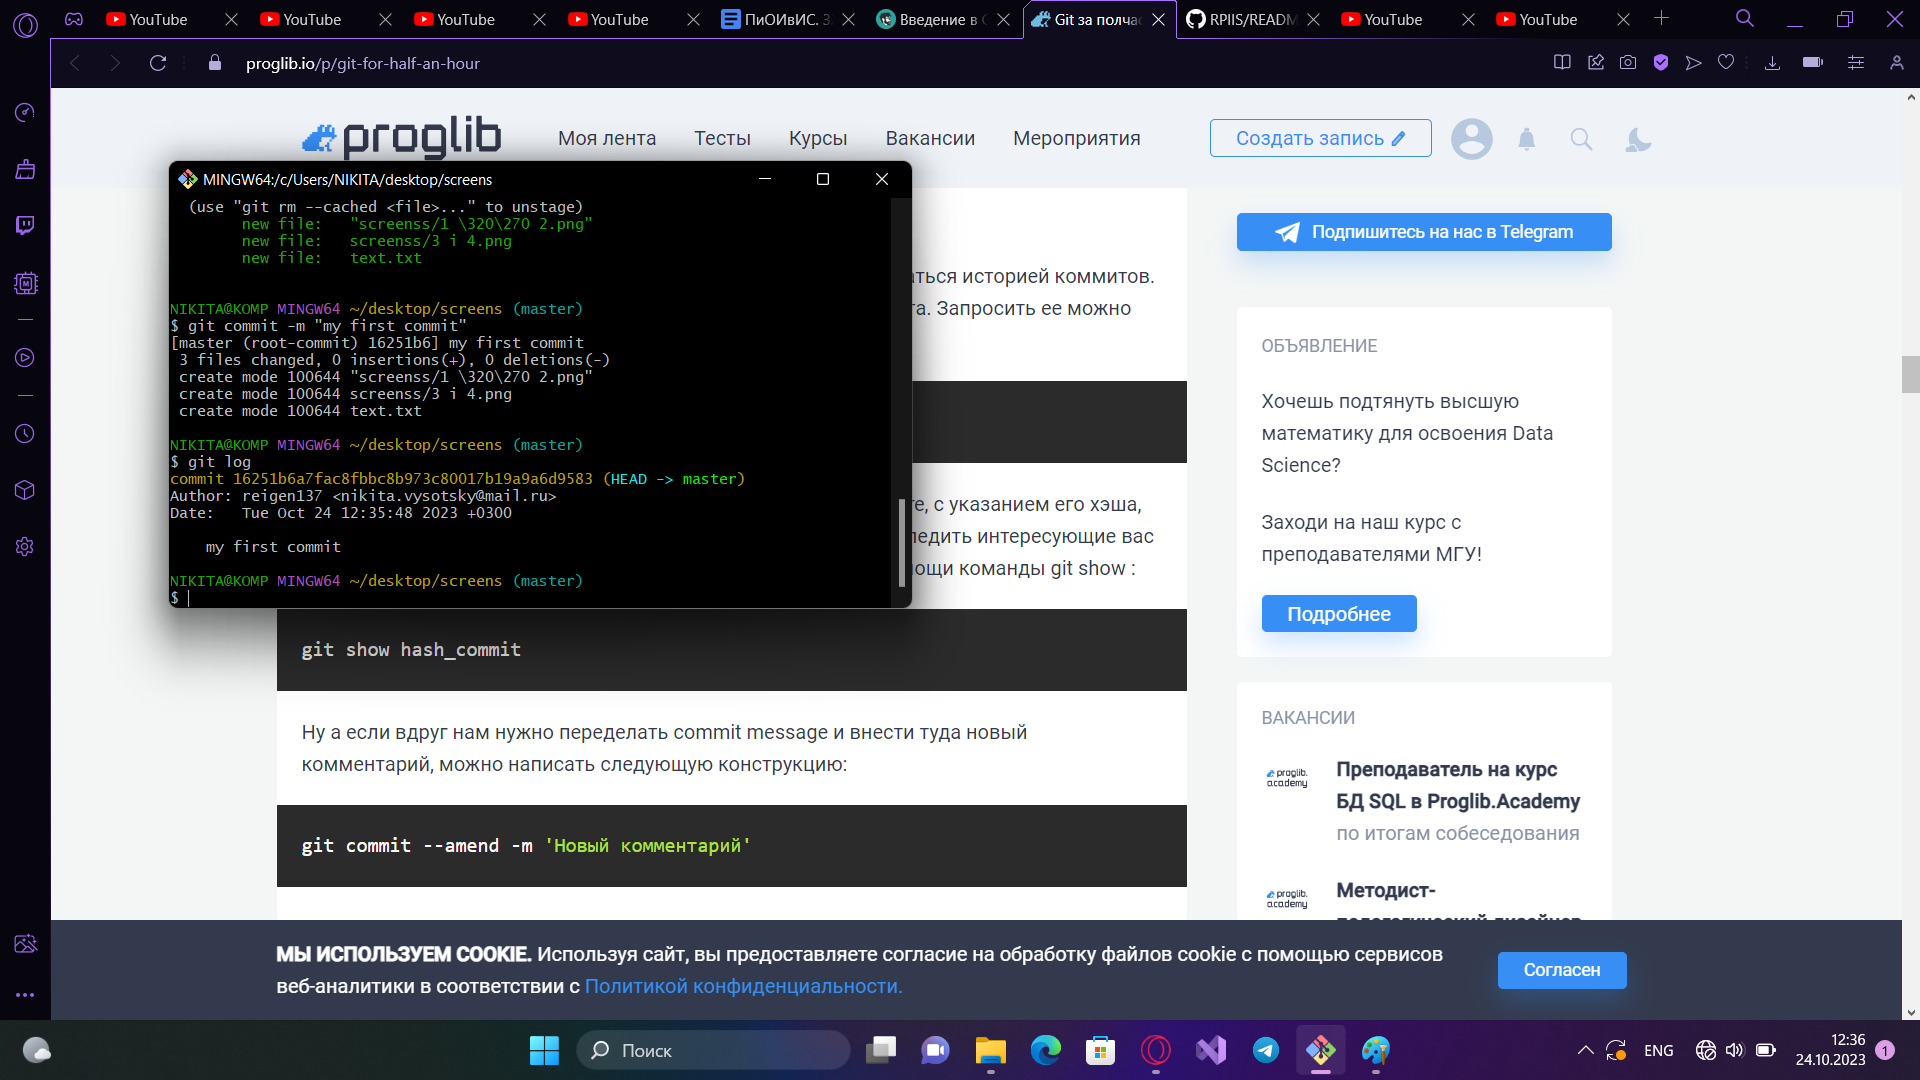 YouTube
YouTube
YouTube
YouTube
ПиОИвИС. З
Введение в
Git за полчас
RPIIS/READM
YouTube
YouTube
proglib.io/p/git-for-half-an-hour
proglib
Моя лента
Тесты
Курсы
Вакансии
Мероприятия
Создать запись
MINGW64:/c/Users/NIKITA/desktop/screens
(use "git rm --cached <file>..." to unstage)
new file:   "screenss/1 \320\270 2.png"
new file:   screenss/3 i 4.png
new file:   text.txt
NIKITA@KOMP MINGW64 ~/desktop/screens (master)
$ git commit -m "my first commit"
[master (root-commit) 16251b6] my first commit
3 files changed, 0 insertions(+), 0 deletions(-)
create mode 100644 "screenss/1 \320\270 2.png"
create mode 100644 screenss/3 i 4.png
create mode 100644 text.txt
NIKITA@KOMP MINGW64 ~/desktop/screens (master)
$ git log
commit 16251b6a7fac8fbbc8b973c80017b19a9a6d9583 (HEAD -> master)
Author: reigen137 <nikita.vysotsky@mail.ru>
Date:   Tue Oct 24 12:35:48 2023 +0300
my first commit
NIKITA@KOMP MINGW64 ~/desktop/screens (master)
$
аться историей коммитов.
та. Запросить ее можно
те, с указанием его хэша,
ледить интересующие вас
ощи команды git show :
git show hash_commit
Ну а если вдруг нам нужно переделать commit message и внести туда новый
комментарий, можно написать следующую конструкцию:
git commit --amend -m 'Новый комментарий'
Подпишитесь на нас в Telegram
ОБЪЯВЛЕНИЕ
Хочешь подтянуть высшую
математику для освоения Data
Science?
Заходи на наш курс с
преподавателями МГУ!
Подробнее
ВАКАНСИИ
proglib.
academy
Преподаватель на курс
БД SQL в Proglib.Academy
по итогам собеседования
proglib.
academy
Методист-
МЫ ИСПОЛЬЗУЕМ COOKIE. Используя сайт, вы предоставляете согласие на обработку файлов cookie с помощью сервисов
веб-аналитики в соответствии с Политикой конфиденциальности.
Согласен
Поиск
ENG
12:36
24.10.2023
1